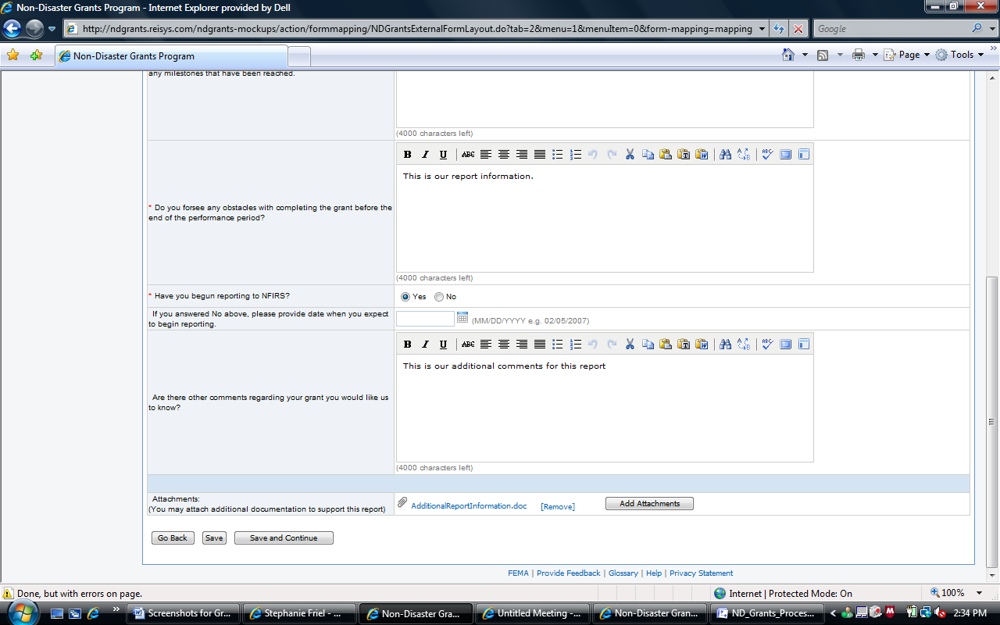 Non-Disaster Grants Program - Internet Explorer provided by Dell
http://ndgrants.reisys.com/ndgrants-mockups/action/formmapping/NDGrantsExternalFormLayout.do?tab=2&menu=1&menuItem=0&form-mapping=mapping
Google
Non-Disaster Grants Program
Page
Tools
any milestones that have been reached.
(4000 characters left)
B I U ABC
ABC
This is our report information.
* Do you forsee any obstacles with completing the grant before the
end of the performance period?
(4000 characters left)
* Have you begun reporting to NFIRS?
Yes No
If you answered No above, please provide date when you expect
to begin reporting.
(MM/DD/YYYY e.g. 02/05/2007)
B I U ABC
ABC
This is our additional comments for this report
Are there other comments regarding your grant you would like us
to know?
(4000 characters left)
Attachments:
(You may attach additional documentation to support this report)
AdditionalReportInformation.doc [Remove] Add Attachments
Go Back Save Save and Continue
FEMA | Provide Feedback | Glossary | Help | Privacy Statement
Done, but with errors on page.
Internet | Protected Mode: On
100%
Screenshots for Gr...
Stephanie Friel - ...
Non-Disaster Gra...
Untitled Meeting -...
Non-Disaster Gran...
ND_Grants_Proces...
2:34 PM